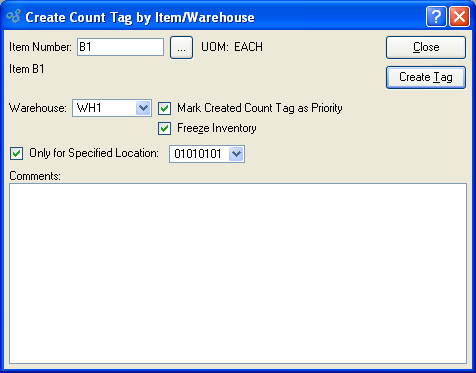 Create Count Tag by Item/Warehouse
Item Number: B1 ... UOM: EACH Close
Item B1 Create Tag
Warehouse: WH1 Mark Created Count Tag as Priority
Freeze Inventory
Only for Specified Location: 01010101
Comments: